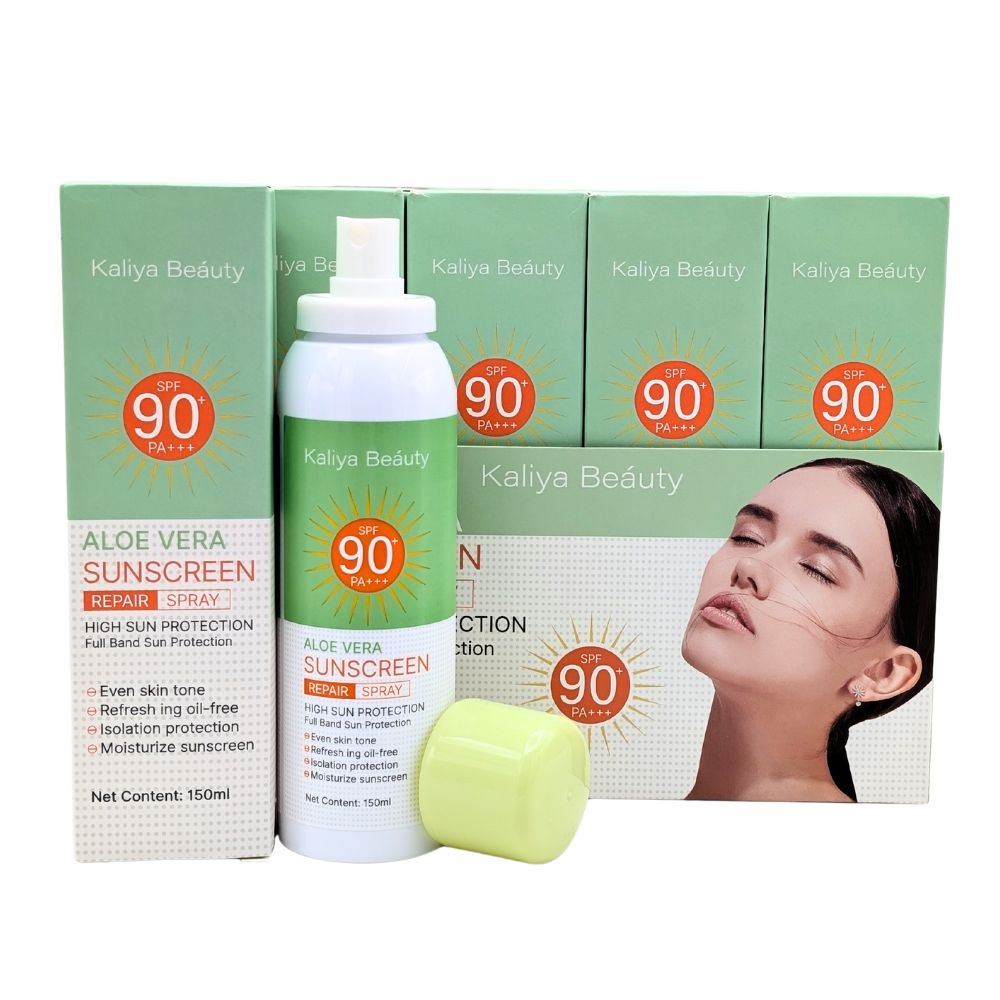 Kaliya Beáuty
SPF
90+
PA+++
ALOE VERA
SUNSCREEN
REPAIR SPRAY
HIGH SUN PROTECTION
Full Band Sun Protection
Even skin tone
Refresh ing oil-free
Isolation protection
Moisturize sunscreen
Net Content: 150ml
Kaliya Beáuty
SPF
90+
PA+++
ALOE VERA
SUNSCREEN
REPAIR SPRAY
HIGH SUN PROTECTION
Full Band Sun Protection
Even skin tone
Refresh ing oil-free
Isolation protection
Moisturize sunscreen
Net Content: 150ml
liya Be
Kaliya Beáuty
SPF
90+
PA+++
Kaliya Beáuty
SPF
90+
PA+++
Kaliya Beáuty
SPF
90+
PA+++
Kaliya Beáuty
A
EN
ECTION
ction
SPF
90+
PA+++